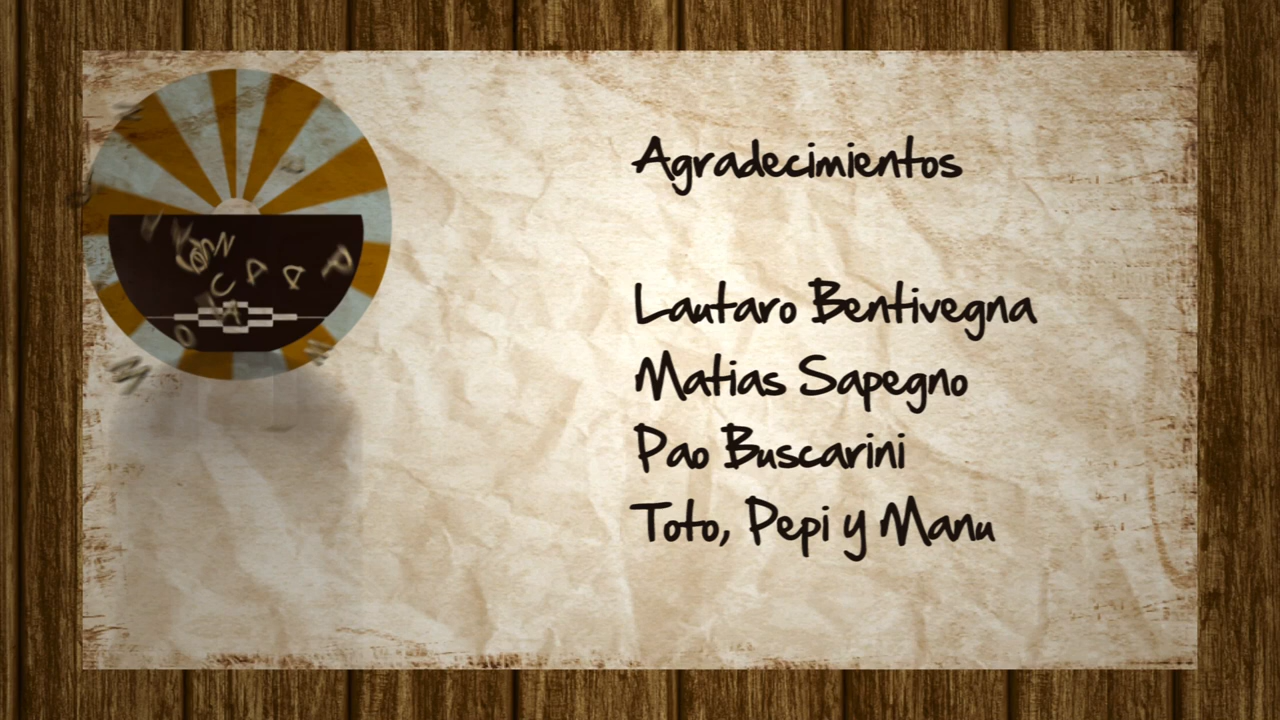 Agradecimientos
Lautaro Bentivegna
Matias Sapegno
Pao Buscarini
Toto, Pepi y Manu